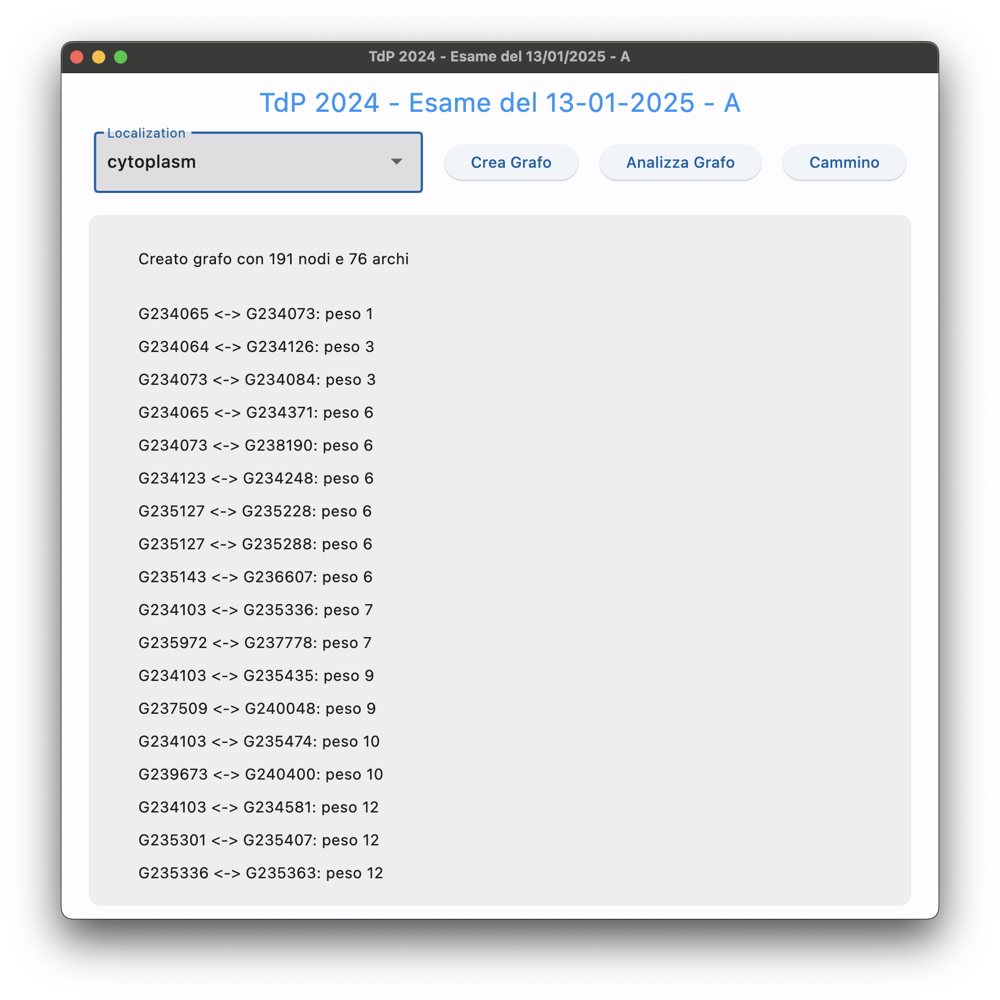 TdP 2024 - Esame del 13/01/2025 - A
TdP 2024 - Esame del 13-01-2025 - A
Localization
cytoplasm
Crea Grafo
Analizza Grafo
Cammino
Creato grafo con 191 nodi e 76 archi
G234065 <-> G234073: peso 1
G234064 <-> G234126: peso 3
G234073 <-> G234084: peso 3
G234065 <-> G234371: peso 6
G234073 <-> G238190: peso 6
G234123 <-> G234248: peso 6
G235127 <-> G235228: peso 6
G235127 <-> G235288: peso 6
G235143 <-> G236607: peso 6
G234103 <-> G235336: peso 7
G235972 <-> G237778: peso 7
G234103 <-> G235435: peso 9
G237509 <-> G240048: peso 9
G234103 <-> G235474: peso 10
G239673 <-> G240400: peso 10
G234103 <-> G234581: peso 12
G235301 <-> G235407: peso 12
G235336 <-> G235363: peso 12